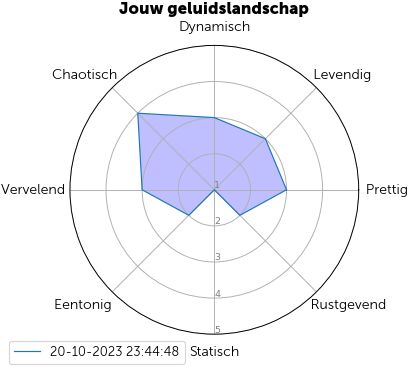 Jouw geluidslandschap
Dynamisch
Chaotisch
Levendig
Vervelend
1
Prettig
2
3
4
Eentonig
Rustgevend
5
20-10-2023 23:44:48
Statisch